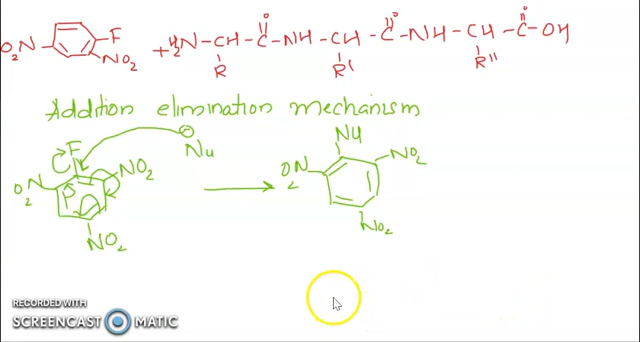 O2N F NO2 + H2N-CH-C-NH-CH-C-NH-CH-C-OH
O O O
R R' R''
Addition elimination mechanism
F Nu
O2N NO2
NO2
Nu
O2N NO2
NO2
RECORDED WITH
SCREENCAST MATIC